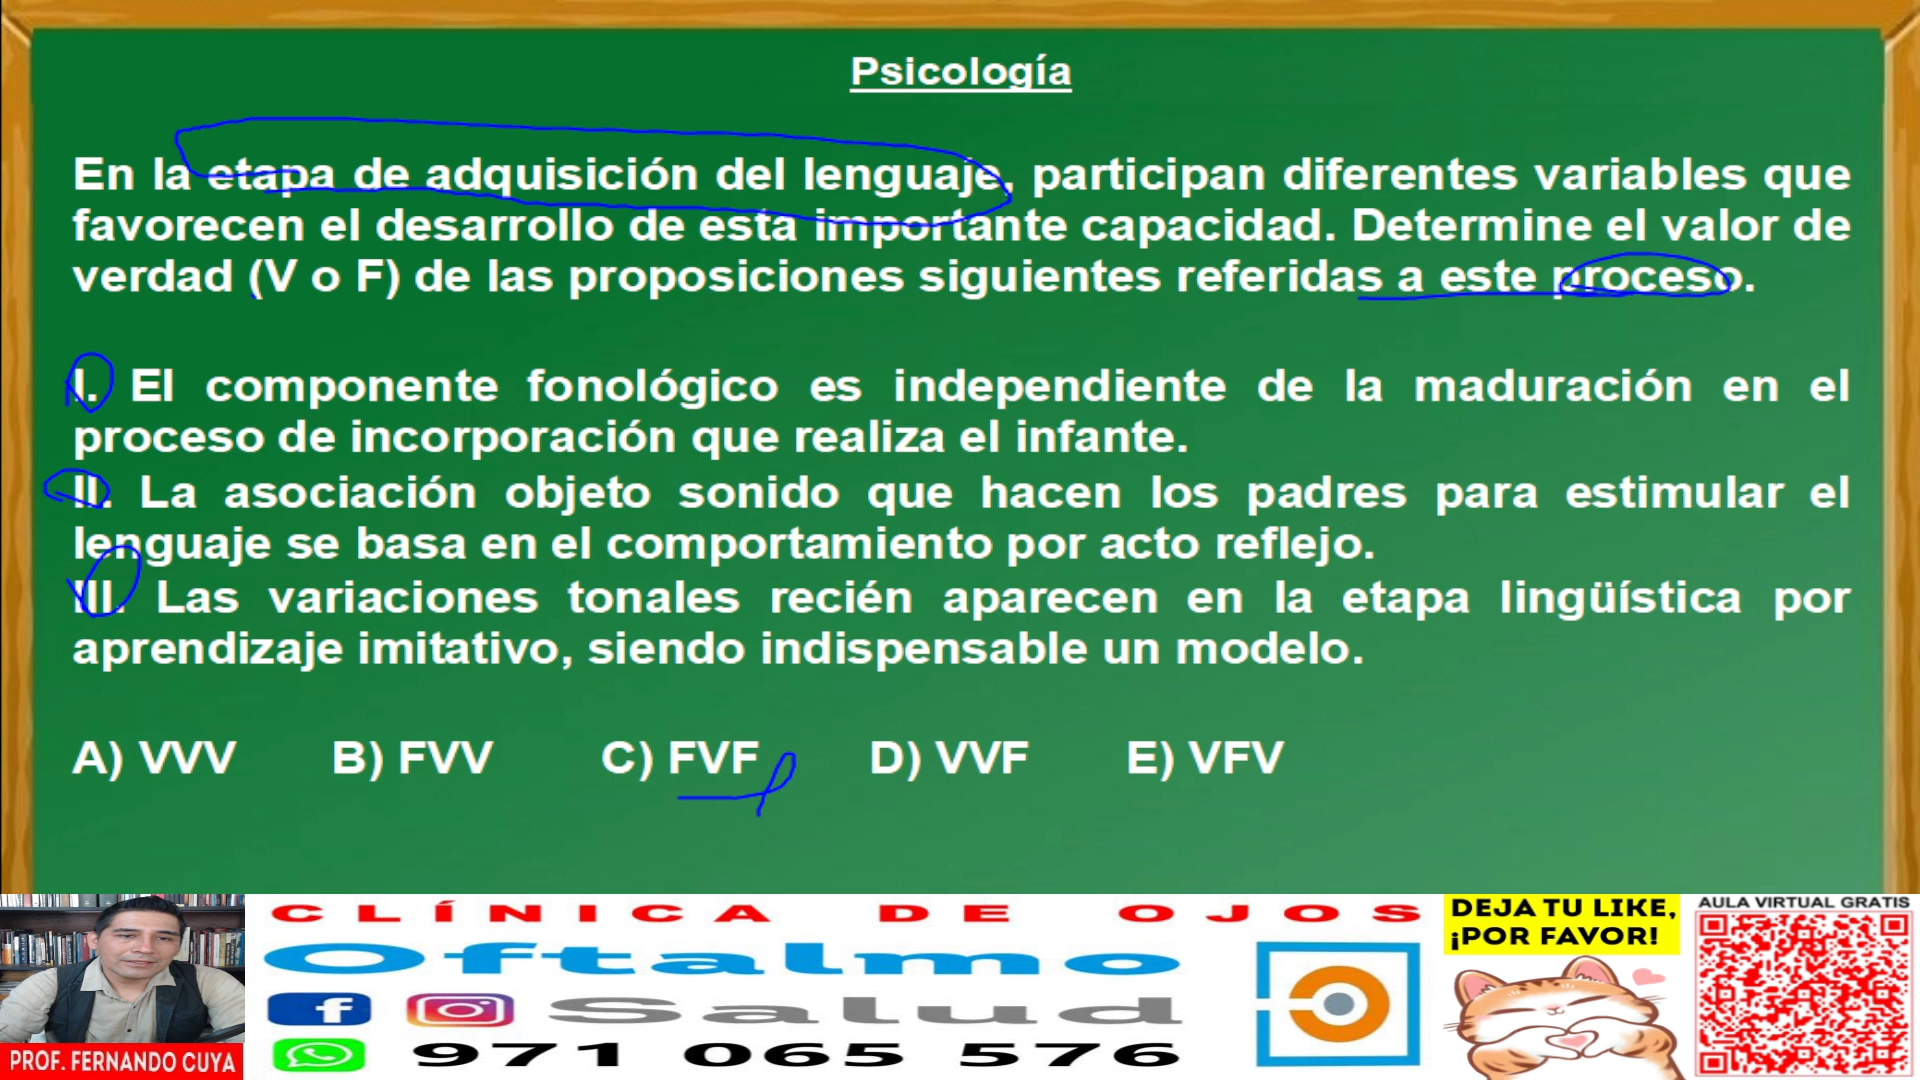 Psicología
En la etapa de adquisición del lenguaje, participan diferentes variables que
favorecen el desarrollo de esta importante capacidad. Determine el valor de
verdad (V o F) de las proposiciones siguientes referidas a este proceso.
I. El componente fonológico es independiente de la maduración en el
proceso de incorporación que realiza el infante.
II. La asociación objeto sonido que hacen los padres para estimular el
lenguaje se basa en el comportamiento por acto reflejo.
III. Las variaciones tonales recién aparecen en la etapa lingüística por
aprendizaje imitativo, siendo indispensable un modelo.
A) VVV B) FVV C) FVF D) VVF E) VFV
PROF. FERNANDO CUYA
CLÍNICA DE OJOS
Oftalmo
Salud
971 065 576
DEJA TU LIKE,
¡POR FAVOR!
AULA VIRTUAL GRATIS